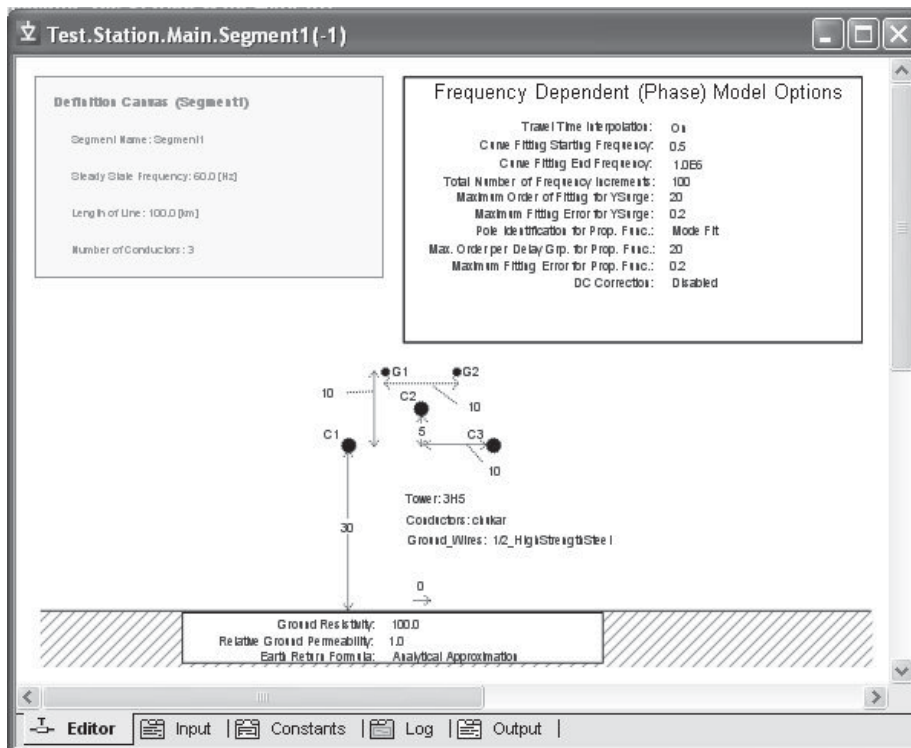 Test.Station.Main.Segment1(-1)
Definition Canvas (Segment1)
Segment Name: Segment1
Steady State Frequency: 60.0 [Hz]
Length of Line: 100.0 [km]
Number of Conductors: 3
Frequency Dependent (Phase) Model Options
Travel Time Interpolation: On
Curve Fitting Starting Frequency: 0.5
Curve Fitting End Frequency: 1.0E6
Total Number of Frequency Increments: 100
Maximum Order of Fitting for YSurge: 20
Maximum Fitting Error for YSurge: 0.2
Pole Identification for Prop. Func.: Mode Fit
Max. Order per Delay Grp. for Prop. Func.: 20
Maximum Fitting Error for Prop. Func.: 0.2
DC Correction: Disabled
G1 G2
10
C2 10
C1 5 C3
10
Tower: 3H5
Conductors: chukar
30
Ground_Wires: 1/2_HighStrengthSteel
0
Ground Resistivity: 100.0
Relative Ground Permeability: 1.0
Earth Return Formula: Analytical Approximation
Editor Input Constants Log Output